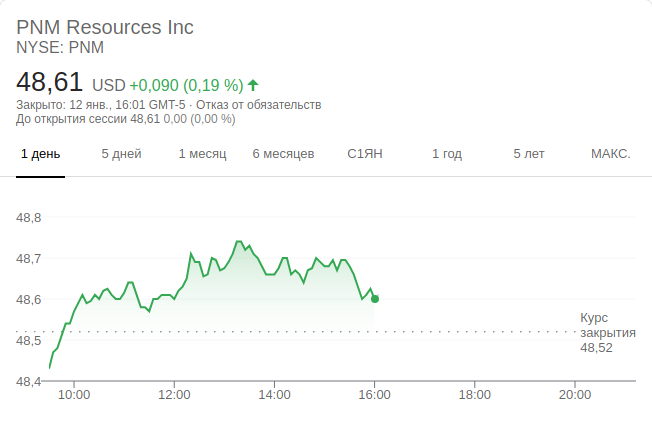 PNM Resources Inc
NYSE: PNM
48,61 USD +0,090 (0,19 %)
Закрыто: 12 янв., 16:01 GMT-5 · Отказ от обязательств
До открытия сессии 48,61 0,00 (0,00 %)
1 день 5 дней 1 месяц 6 месяцев С1ЯН 1 год 5 лет МАКС.
48,8
48,7
48,6
Курс
закрытия
48,52
48,5
48,4
10:00 12:00 14:00 16:00 18:00 20:00